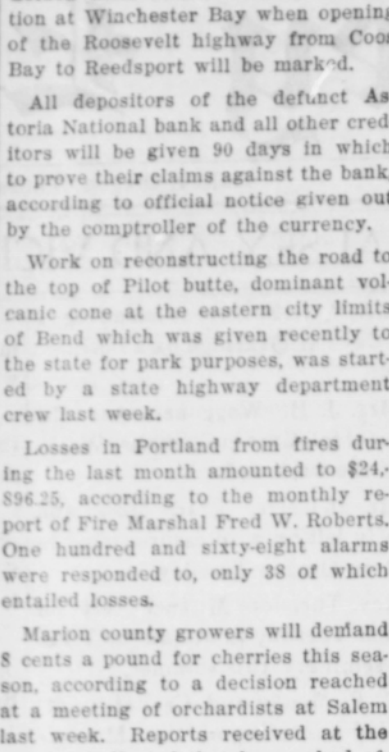 tion at Winchester Bay when opening
of the Roosevelt highway from Coos
Bay to Reedsport will be marked.
All depositors of the defunct As
toria National bank and all other cred
itors will be given 90 days in which
to prove their claims against the bank
according to official notice given out
by the comptroller of the currency.
Work on reconstructing the road to
the top of Pilot butte, dominant vol-
canic cone at the eastern city limits
of Bend which was given recently to
the state for park purposes, was start-
ed by a state highway department
crew last week.
Losses in Portland from fires dur-
ing the last month amounted to $24,-
896.25, according to the monthly re-
port of Fire Marshal Fred W. Roberts.
One hundred and sixty-eight alarms
were responded to, only 38 of which
entailed losses.
Marion county growers will demand
8 cents a pound for cherries this sea-
son, according to a decision reached
at a meeting of orchardists at Salem
last week. Reports received at the